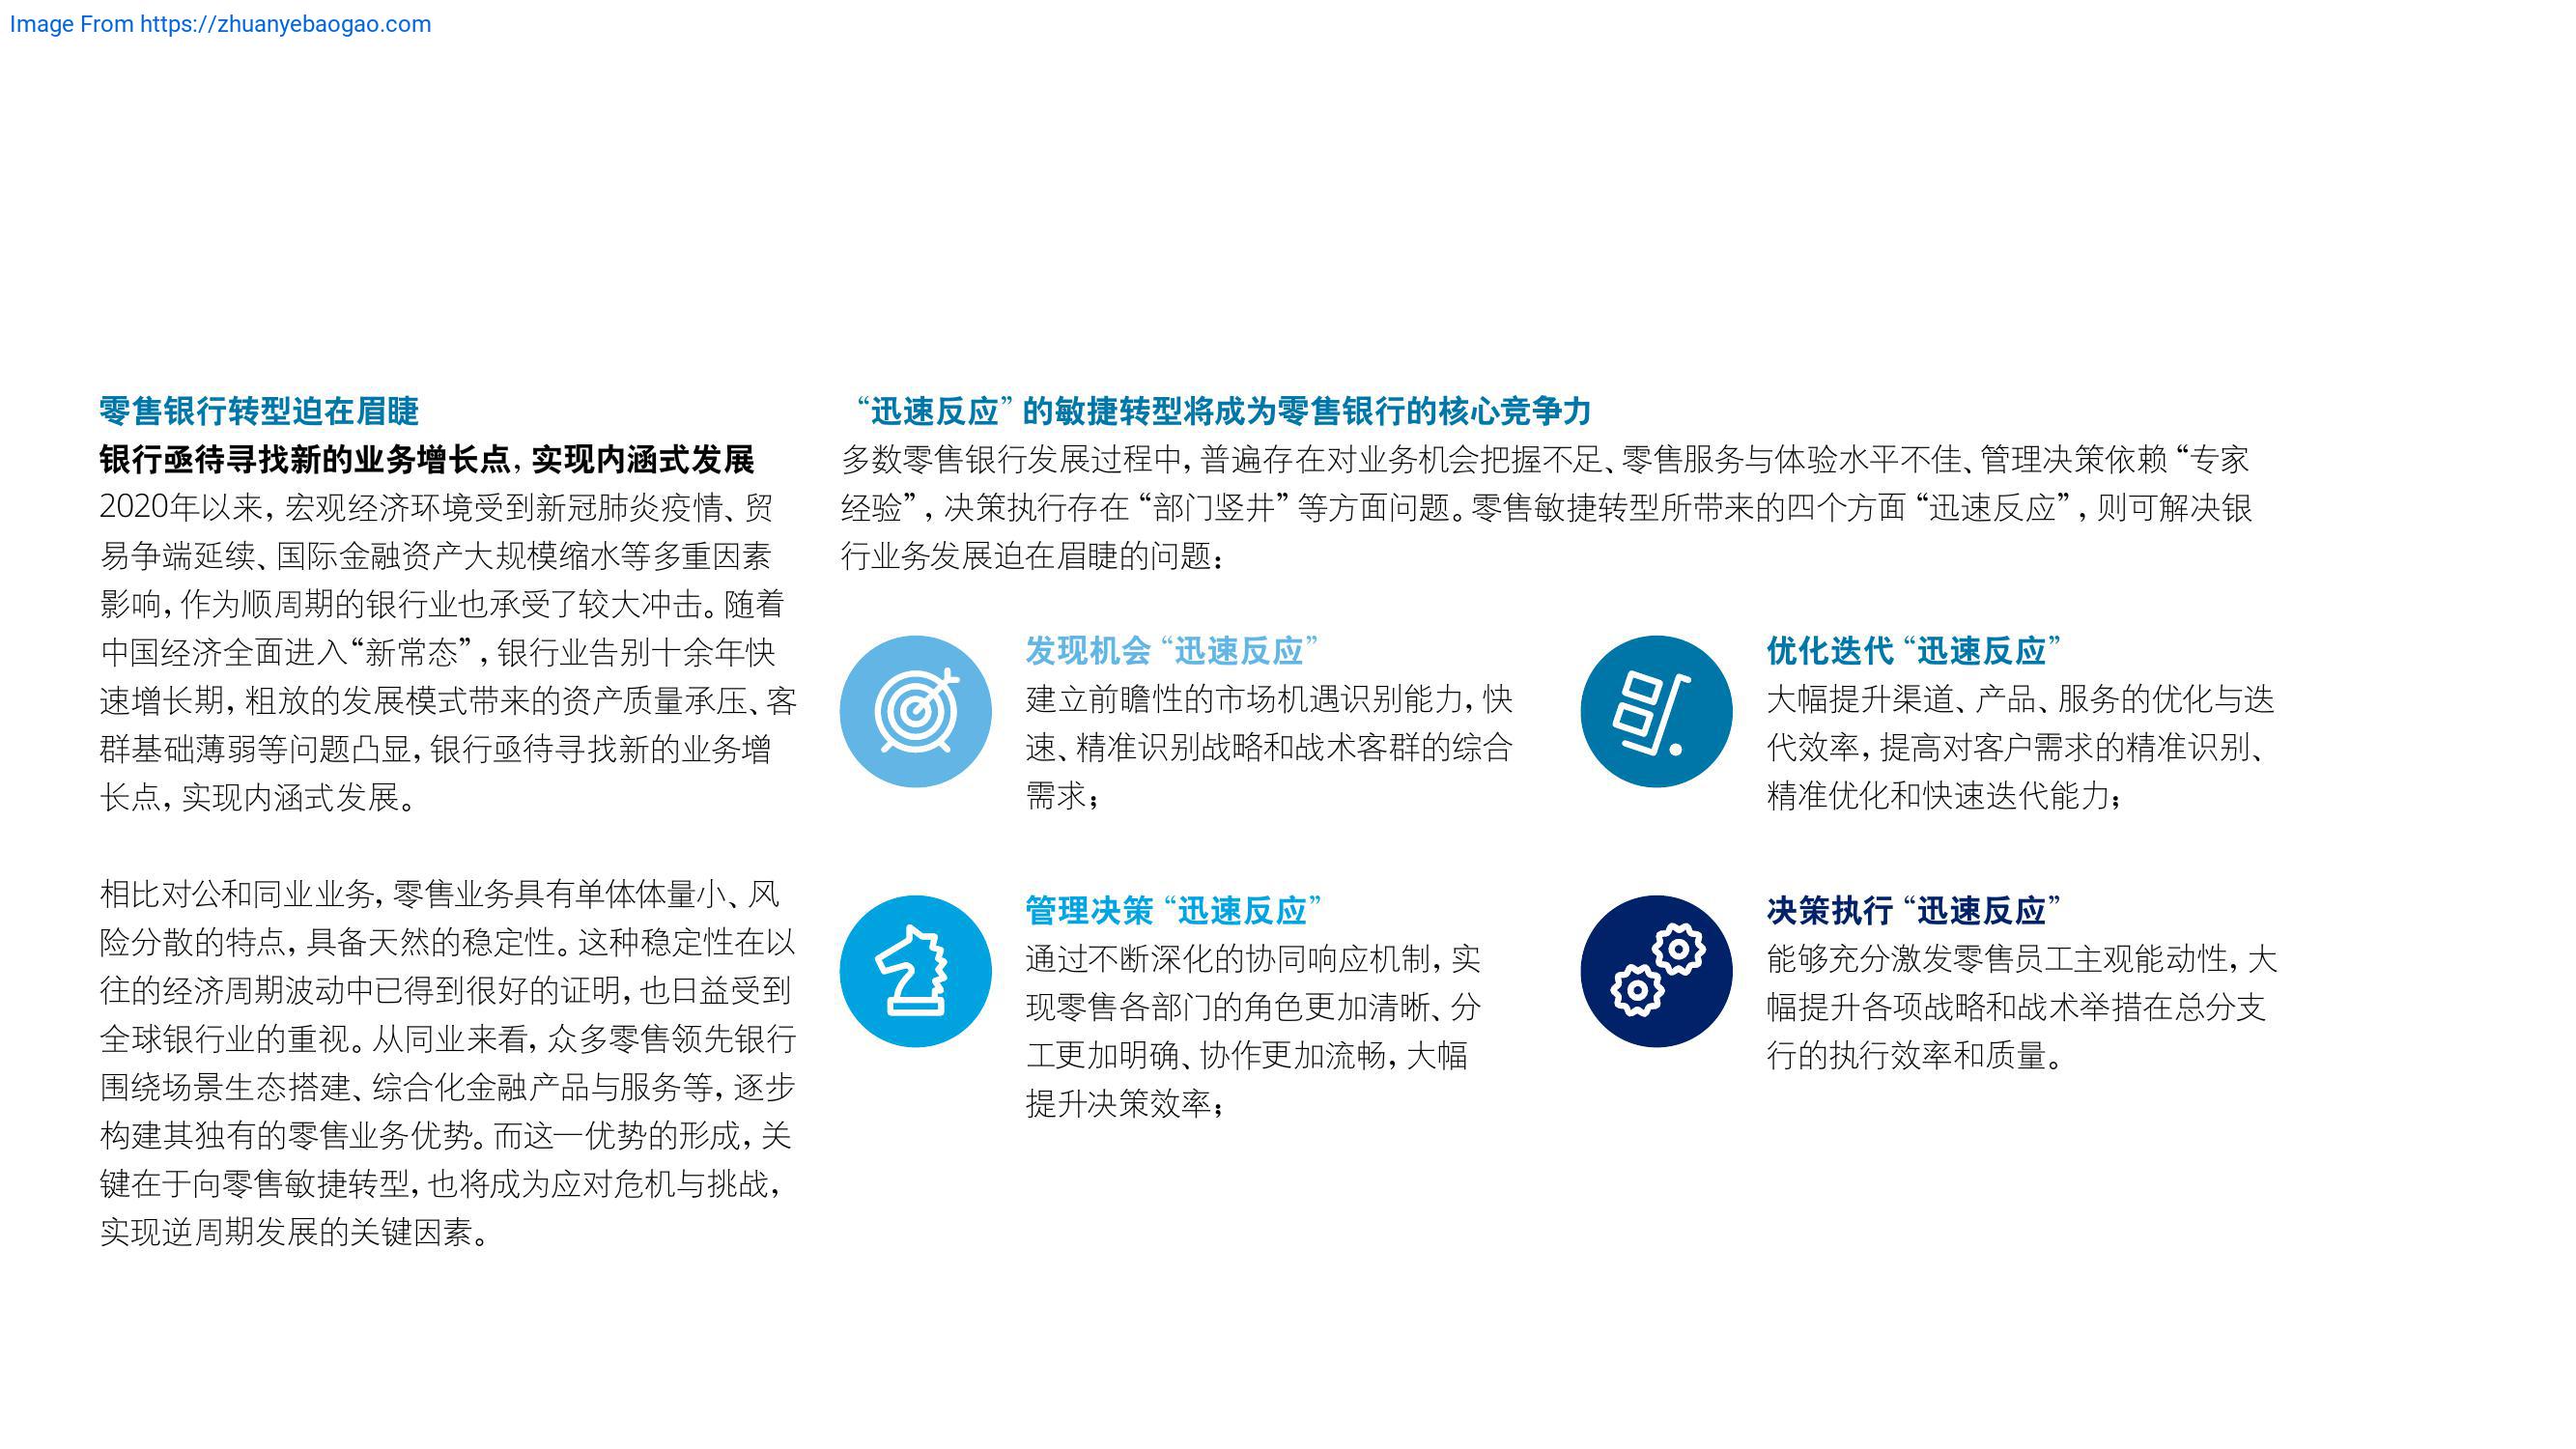 Image From https://zhuanyebaogao.com
零售银行转型迫在眉睫
银行亟待寻找新的业务增长点，实现内涵式发展
2020年以来，宏观经济环境受到新冠肺炎疫情、贸
易争端延续、国际金融资产大规模缩水等多重因素
影响，作为顺周期的银行业也承受了较大冲击。随着
中国经济全面进入“新常态”，银行业告别十余年快
速增长期，粗放的发展模式带来的资产质量承压、客
群基础薄弱等问题凸显，银行亟待寻找新的业务增
长点，实现内涵式发展。
相比对公和同业业务，零售业务具有单体体量小、风
险分散的特点，具备天然的稳定性。这种稳定性在以
往的经济周期波动中已得到很好的证明，也日益受到
全球银行业的重视。从同业来看，众多零售领先银行
围绕场景生态搭建、综合化金融产品与服务等，逐步
构建其独有的零售业务优势。而这一优势的形成，关
键在于向零售敏捷转型，也将成为应对危机与挑战，
实现逆周期发展的关键因素。
“迅速反应”的敏捷转型将成为零售银行的核心竞争力
多数零售银行发展过程中，普遍存在对业务机会把握不足、零售服务与体验水平不佳、管理决策依赖“专家
经验”，决策执行存在“部门竖井”等方面问题。零售敏捷转型所带来的四个方面“迅速反应”，则可解决银
行业务发展迫在眉睫的问题：
发现机会“迅速反应”
建立前瞻性的市场机遇识别能力，快
速、精准识别战略和战术客群的综合
需求；
优化迭代“迅速反应”
大幅提升渠道、产品、服务的优化与迭
代效率，提高对客户需求的精准识别、
精准优化和快速迭代能力；
管理决策“迅速反应”
通过不断深化的协同响应机制，实
现零售各部门的角色更加清晰、分
工更加明确、协作更加流畅，大幅
提升决策效率；
决策执行“迅速反应”
能够充分激发零售员工主观能动性，大
幅提升各项战略和战术举措在总分支
行的执行效率和质量。